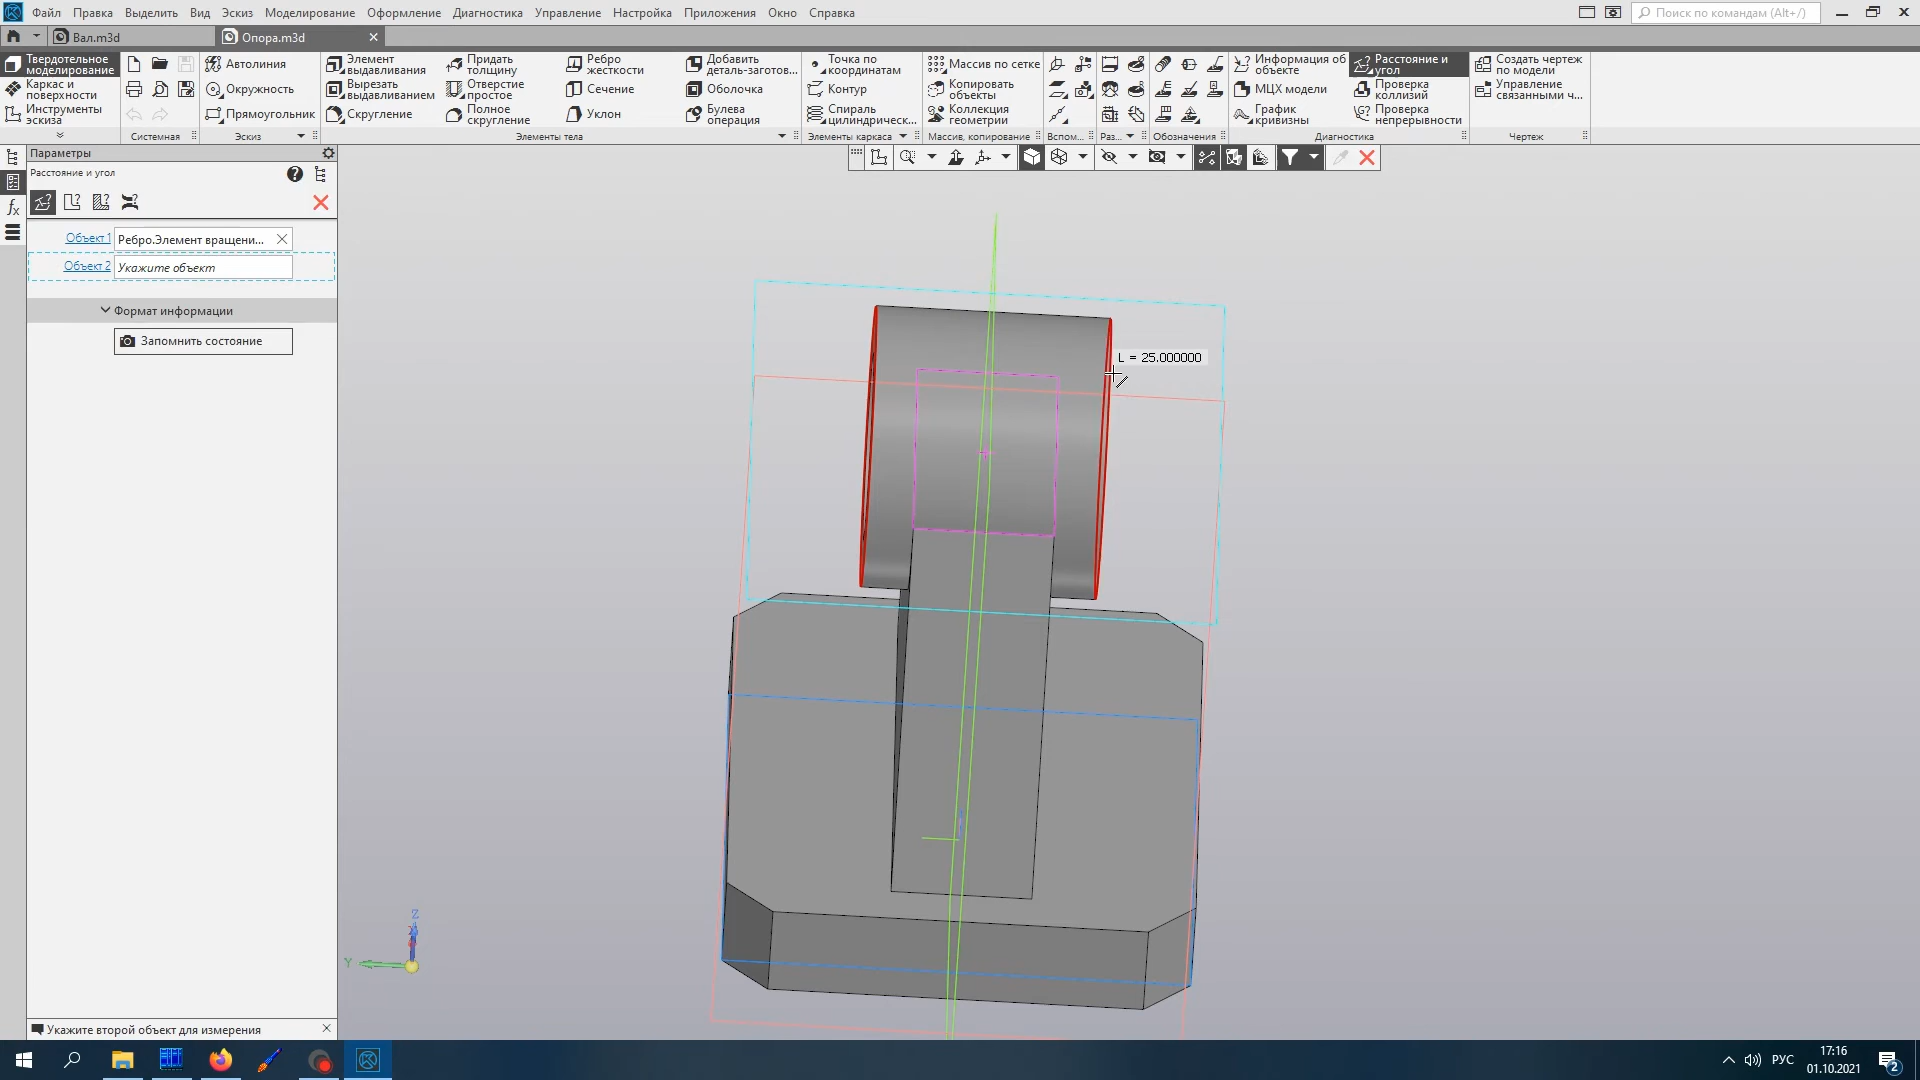 Файл Правка Выделить Вид Эскиз Моделирование Оформление Диагностика Управление Настройка Приложения Окно Справка
Поиск по командам (Alt+/)
Вал.m3d
Опора.m3d
Твердотельное моделирование
Каркас и поверхности
Инструменты эскиза
Системная
Автолиния
Окружность
Прямоугольник
Эскиз
Элемент выдавливания
Вырезать выдавливанием
Скругление
Придать толщину
Отверстие простое
Полное скругление
Ребро жесткости
Сечение
Уклон
Добавить деталь-заготов...
Оболочка
Булева операция
Элементы тела
Точка по координатам
Контур
Спираль цилиндрическ...
Элементы каркаса
Массив по сетке
Копировать объекты
Коллекция геометрии
Массив, копирование
Вспом...
Раз...
Обозначения
Информация об объекте
МЦХ модели
График кривизны
Расстояние и угол
Проверка коллизий
Проверка непрерывности
Диагностика
Создать чертеж по модели
Управление связанными ч...
Чертеж
Параметры
Расстояние и угол
Объект 1 Ребро.Элемент вращени...
Объект 2 Укажите объект
Формат информации
Запомнить состояние
L = 25.000000
Z
X
Y
Укажите второй объект для измерения
РУС
17:16
01.10.2021
2